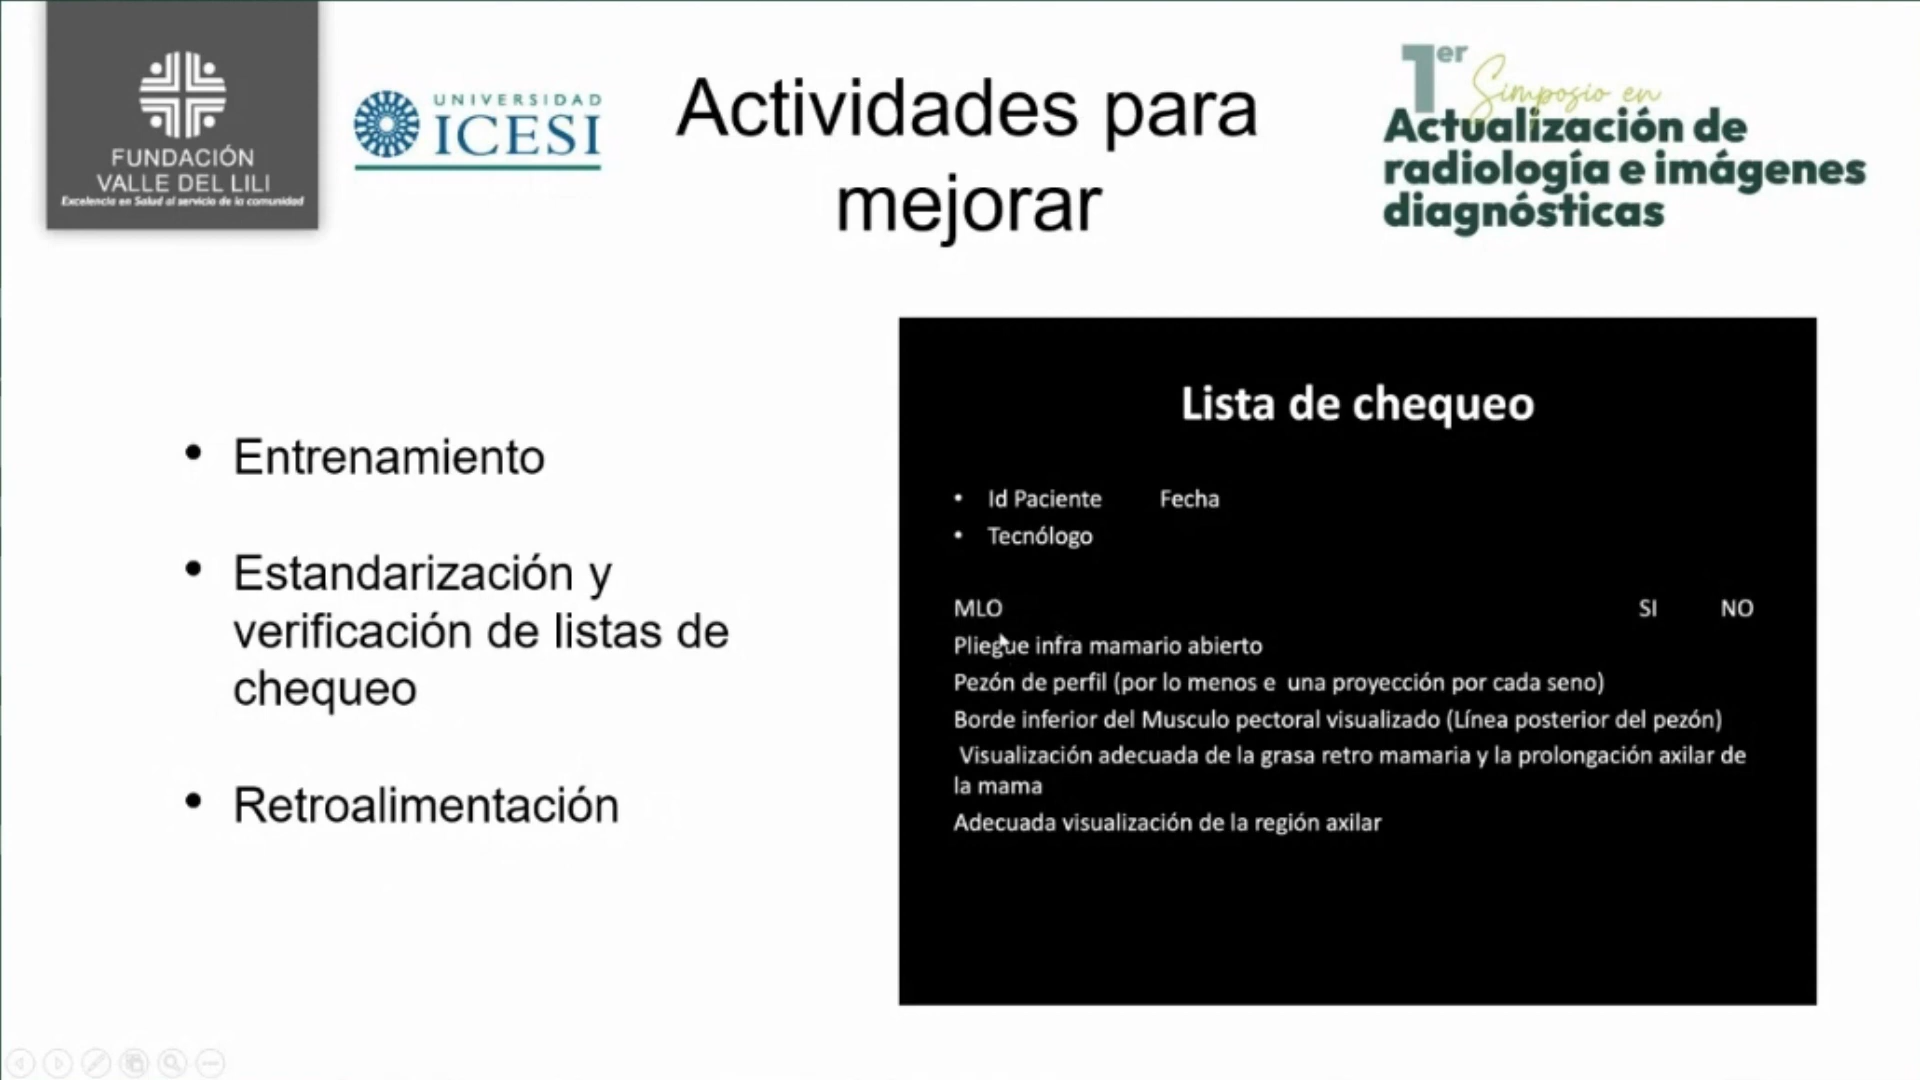 FUNDACIÓN
VALLE DEL LILI
Excelencia en Salud al servicio de la comunidad
UNIVERSIDAD
ICESI
Actividades para
mejorar
1er
Simposio en
Actualización de
radiología e imágenes
diagnósticas
• Entrenamiento
• Estandarización y
verificación de listas de
chequeo
• Retroalimentación
Lista de chequeo
• Id Paciente Fecha
• Tecnólogo
MLO SI NO
Pliegue infra mamario abierto
Pezón de perfil (por lo menos e una proyección por cada seno)
Borde inferior del Musculo pectoral visualizado (Línea posterior del pezón)
Visualización adecuada de la grasa retro mamaria y la prolongación axilar de
la mama
Adecuada visualización de la región axilar